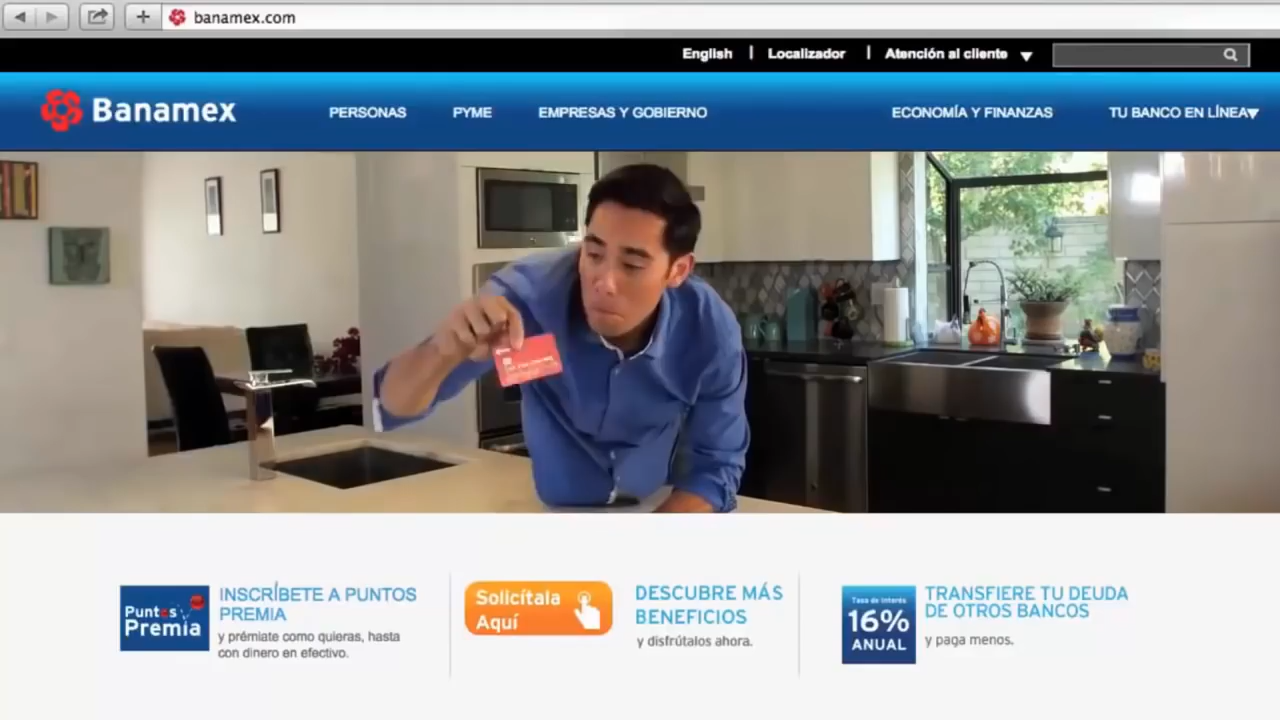 banamex.com
English | Localizador | Atención al cliente
Banamex
PERSONAS
PYME
EMPRESAS Y GOBIERNO
ECONOMÍA Y FINANZAS
TU BANCO EN LÍNEA
Puntos
Premia
INSCRÍBETE A PUNTOS
PREMIA
y prémiate como quieras, hasta
con dinero en efectivo.
Solicítala
Aquí
DESCUBRE MÁS
BENEFICIOS
y disfrútalos ahora.
Tasa de interés
16%
ANUAL
TRANSFIERE TU DEUDA
DE OTROS BANCOS
y paga menos.